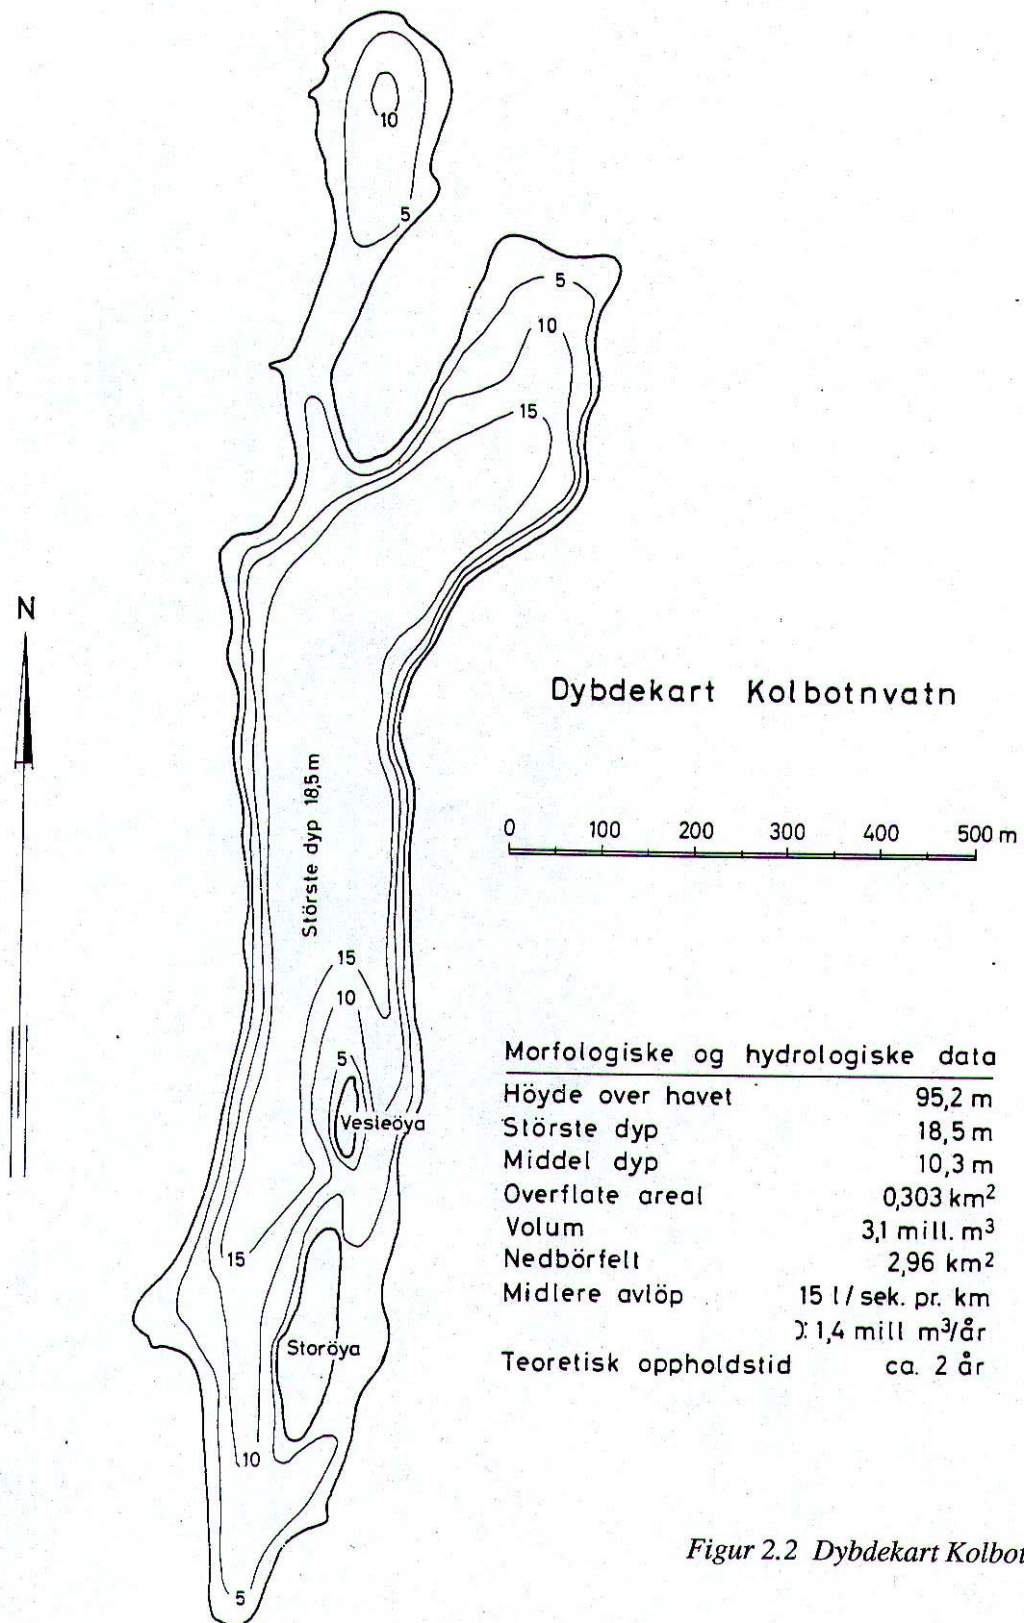 10
5
5
10
15
N
Dybdekart Kolbotnvatn
Största dyp 18,5 m
0 100 200 300 400 500 m
15
10
5
Vesleöya
Morfologiske og hydrologiske data
Höyde over havet 95,2 m
Störste dyp 18,5 m
Middel dyp 10,3 m
Overflate areal 0,303 km²
Volum 3,1 mill. m³
Nedbörfelt 2,96 km²
Midlere avlöp 15 l/sek. pr. km
ɔ: 1,4 mill m³/år
Teoretisk oppholdstid ca. 2 år
15
Storöya
10
5
Figur 2.2 Dybdekart Kolbot